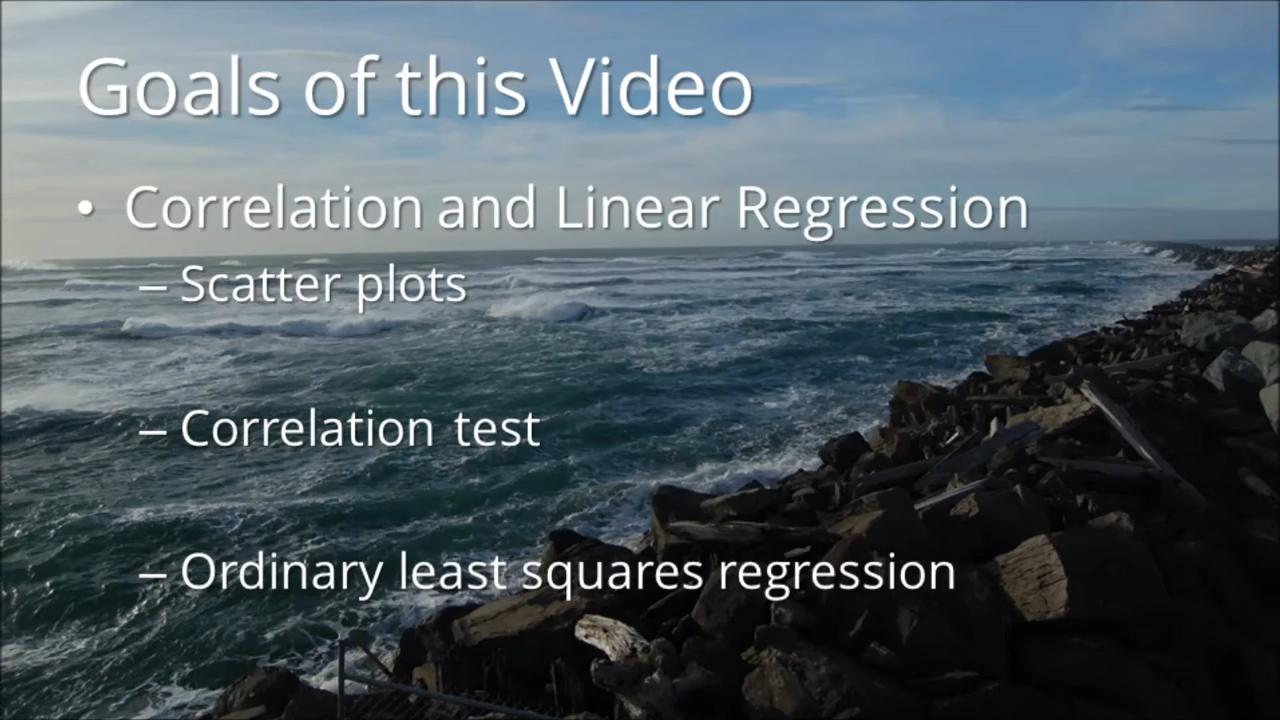 Goals of this Video
• Correlation and Linear Regression
– Scatter plots
– Correlation test
– Ordinary least squares regression